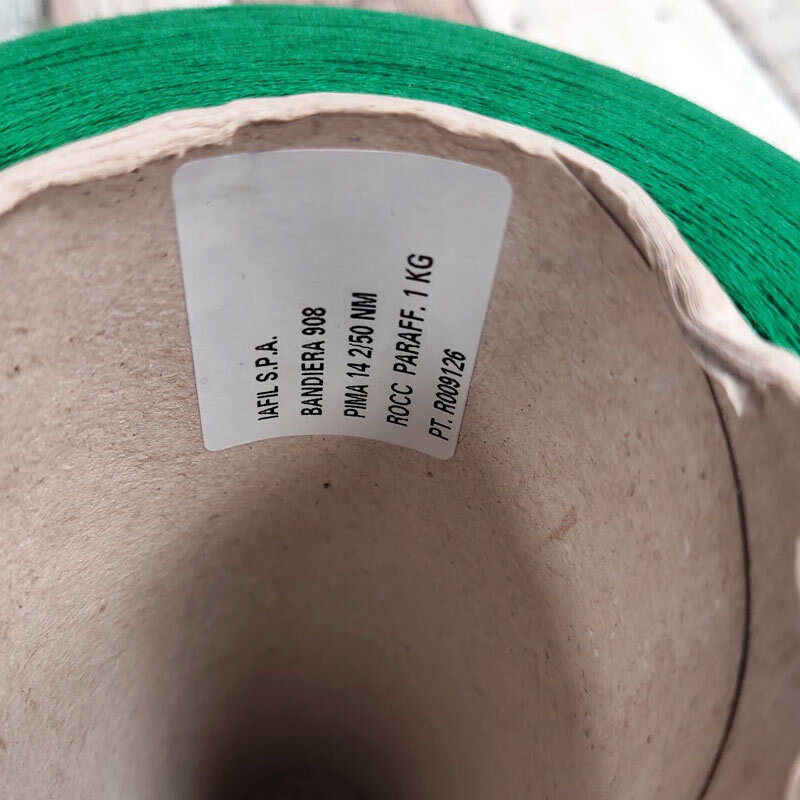 IAFIL S.P.A.
BANDIERA 908
PIMA 14 2/50 NM
ROCC PARAFF. 1 KG
PT. R009126